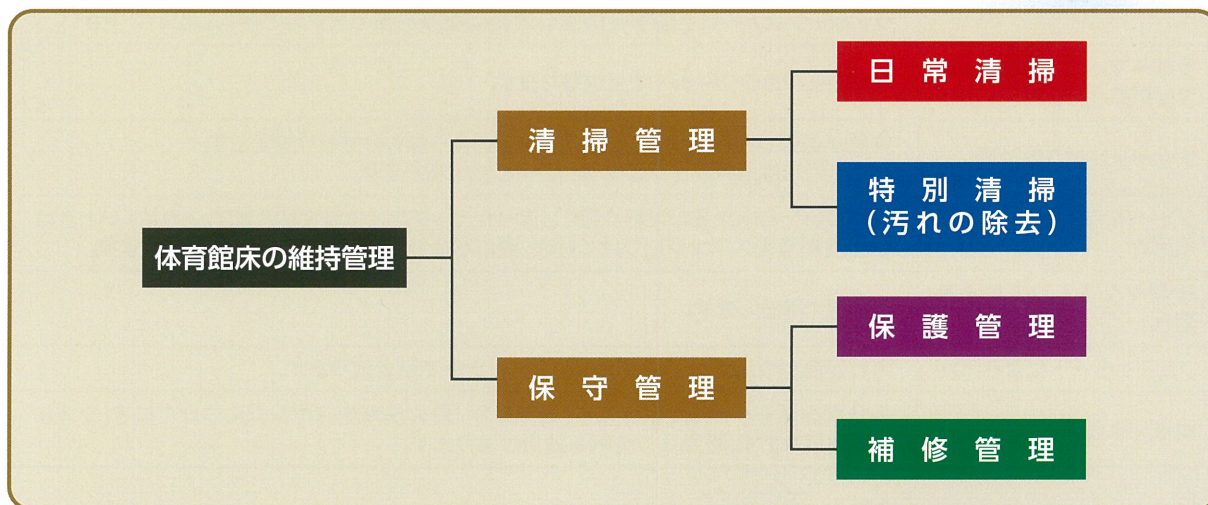 体育館床の維持管理
清掃管理
日常清掃
特別清掃
(汚れの除去)
保守管理
保護管理
補修管理